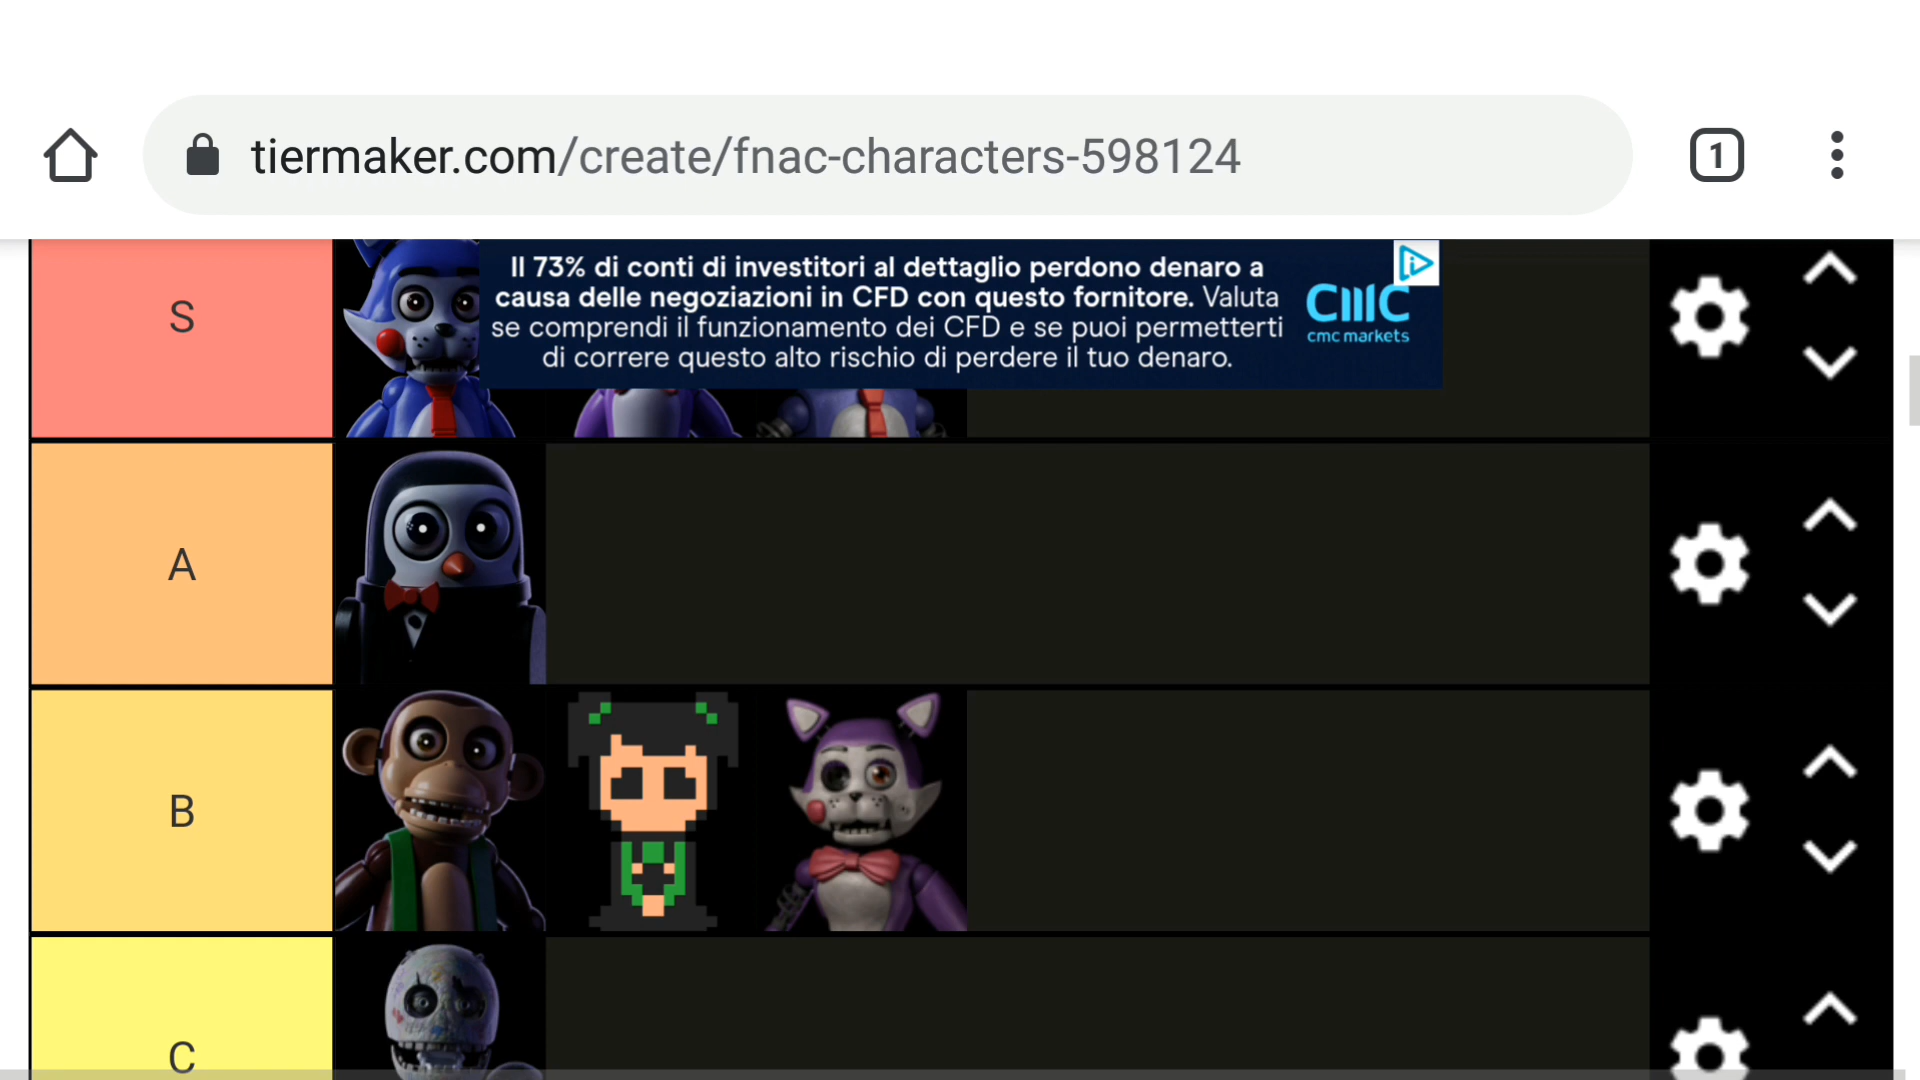 tiermaker.com/create/fnac-characters-598124
1
S
Il 73% di conti di investitori al dettaglio perdono denaro a
causa delle negoziazioni in CFD con questo fornitore. Valuta
se comprendi il funzionamento dei CFD e se puoi permetterti
di correre questo alto rischio di perdere il tuo denaro.
cmc
cmc markets
A
B
C